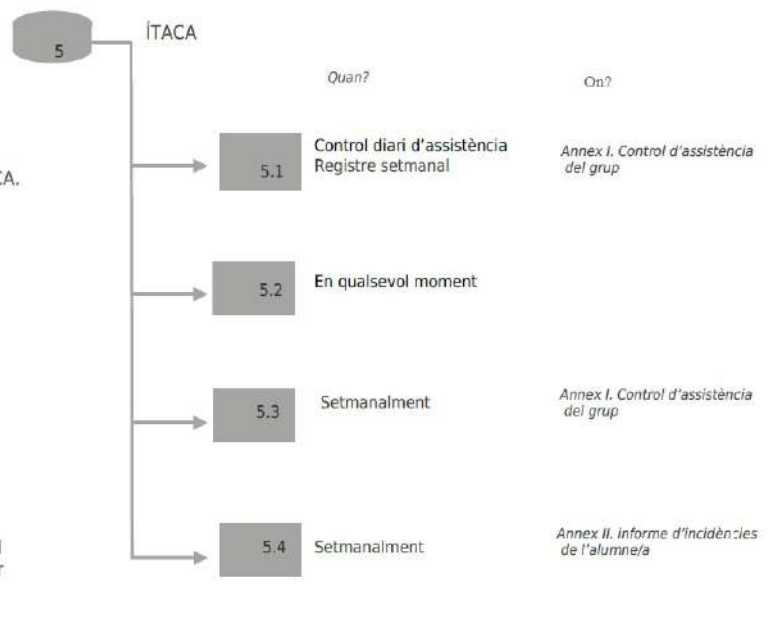 5
ÍTACA
Quan?
On?
5.1
Control diari d'assistència
Registre setmanal
Annex I. Control d'assistència
del grup
CA.
5.2
En qualsevol moment
5.3
Setmanalment
Annex I. Control d'assistència
del grup
5.4
Setmanalment
Annex II. informe d'incidències
de l'alumne/a